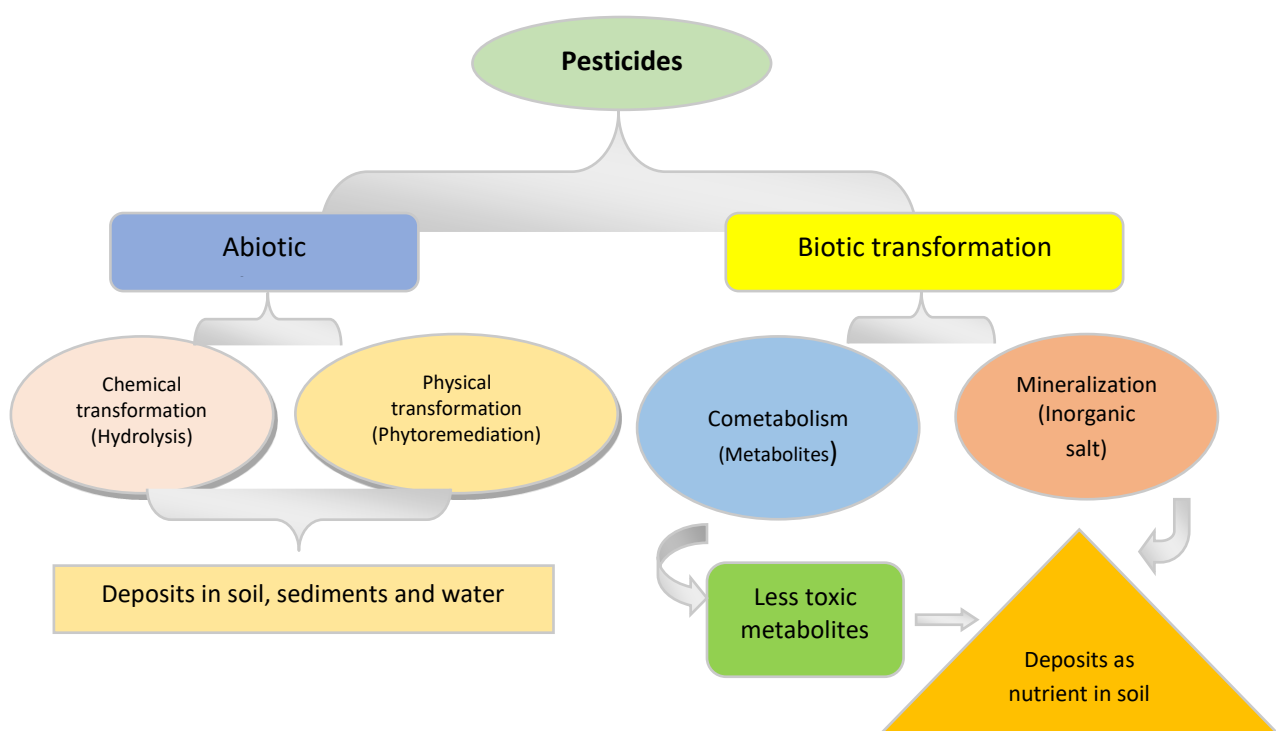 Pesticides
Abiotic
Biotic transformation
Chemical
transformation
(Hydrolysis)
Physical
transformation
(Phytoremediation)
Cometabolism
(Metabolites)
Mineralization
(Inorganic
salt)
Deposits in soil, sediments and water
Less toxic
metabolites
Deposits as
nutrient in soil